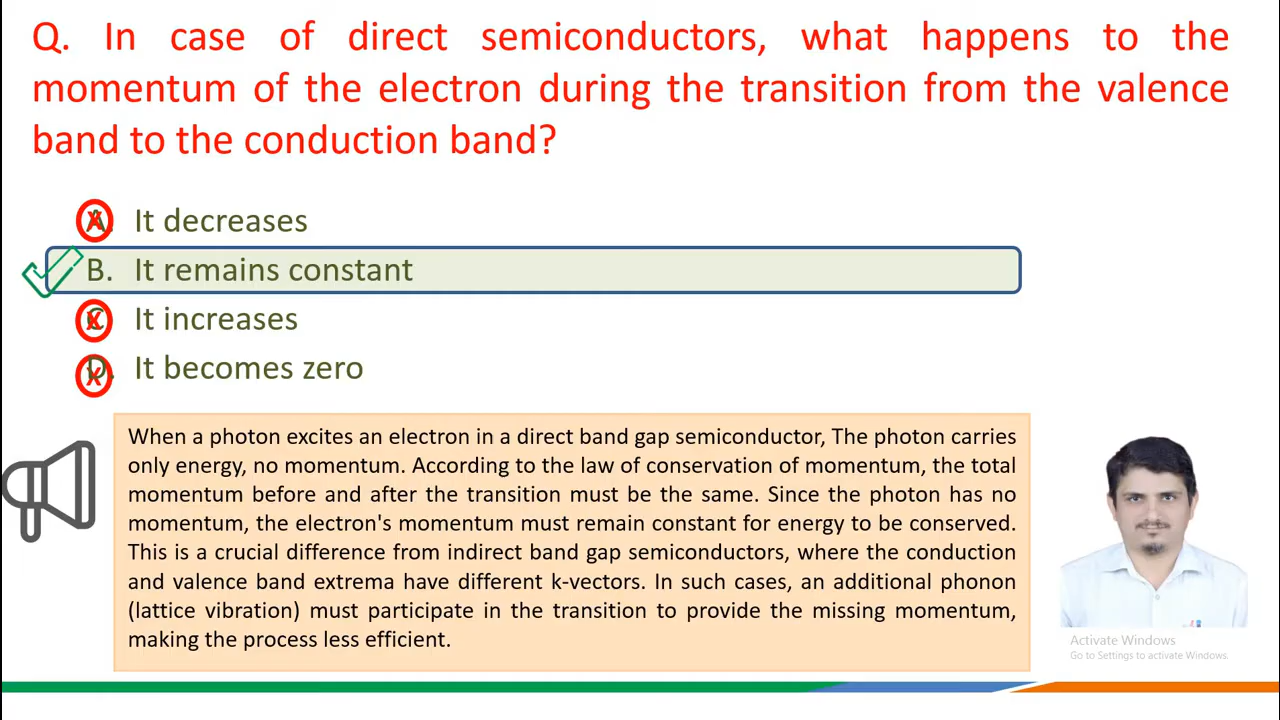 Q. In case of direct semiconductors, what happens to the
momentum of the electron during the transition from the valence
band to the conduction band?
A. It decreases
B. It remains constant
C. It increases
D. It becomes zero
When a photon excites an electron in a direct band gap semiconductor, The photon carries
only energy, no momentum. According to the law of conservation of momentum, the total
momentum before and after the transition must be the same. Since the photon has no
momentum, the electron's momentum must remain constant for energy to be conserved.
This is a crucial difference from indirect band gap semiconductors, where the conduction
and valence band extrema have different k-vectors. In such cases, an additional phonon
(lattice vibration) must participate in the transition to provide the missing momentum,
making the process less efficient.
Activate Windows
Go to Settings to activate Windows.